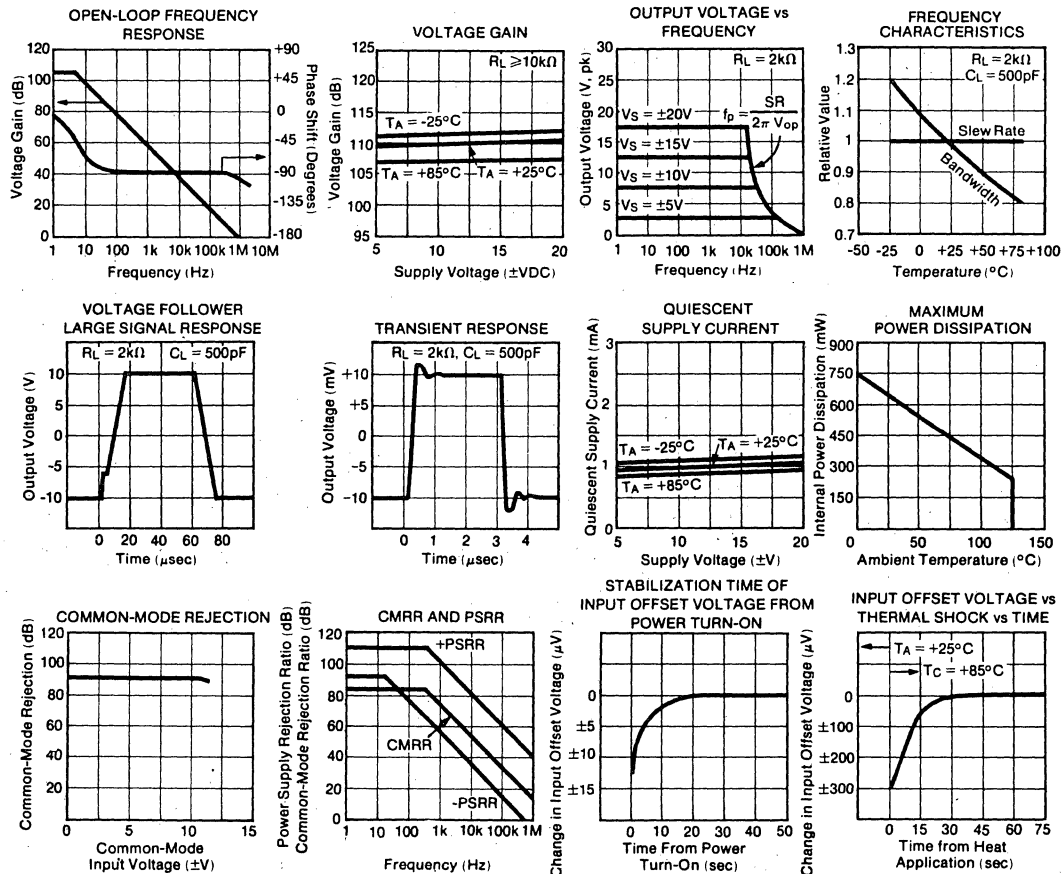 OPEN-LOOP FREQUENCY
RESPONSE
Voltage Gain (dB)
120
100
80
60
40
20
0
+90
+45
0
-45
-90
-135
-180
Phase Shift (Degrees)
1 10 100 1k 10k 100k 1M 10M
Frequency (Hz)
VOLTAGE GAIN
RL ≥10kΩ
Voltage Gain (dB)
125
120
115
110
105
100
TA = -25°C
TA = +85°C
TA = +25°C
5 10 15 20
Supply Voltage (±VDC)
OUTPUT VOLTAGE vs
FREQUENCY
RL = 2kΩ
Output Voltage (V, pk)
30
25
20
15
10
5
0
VS = ±20V
VS = ±15V
VS = ±10V
VS = ±5V
fp = SR
2π Vop
1 10 100 1k 10k 100k 1M
Frequency (Hz)
FREQUENCY
CHARACTERISTICS
RL = 2kΩ
CL = 500pF
Relative Value
1.3
1.2
1.1
1
0.9
0.8
0.7
Slew Rate
Bandwidth
-50 -25 0 +25 +50 +75 +100
Temperature (°C)
VOLTAGE FOLLOWER
LARGE SIGNAL RESPONSE
RL = 2kΩ CL = 500pF
Output Voltage (V)
10
5
0
-5
-10
0 20 40 60 80
Time (μsec)
TRANSIENT RESPONSE
RL = 2kΩ, CL = 500pF
Output Voltage (mV)
+10
+5
0
-5
-10
0 1 2 3 4
Time (μsec)
QUIESCENT
SUPPLY CURRENT
Quiescent Supply Current (mA)
3
2
1
0
TA = -25°C
TA = +25°C
TA = +85°C
5 10 15 20
Supply Voltage (±V)
MAXIMUM
POWER DISSIPATION
Internal Power Dissipation (mW)
900
750
600
450
300
150
0 50 100 150
Ambient Temperature (°C)
COMMON-MODE REJECTION
Common-Mode Rejection (dB)
120
100
80
60
40
20
0 5 10 15
Common-Mode
Input Voltage (±V)
CMRR AND PSRR
Power Supply Rejection Ratio (dB)
Common-Mode Rejection Ratio (dB)
120
100
80
60
40
20
0
+PSRR
CMRR
-PSRR
1 10 100 1k 10k 100k 1M
Frequency (Hz)
STABILIZATION TIME OF
INPUT OFFSET VOLTAGE FROM
POWER TURN-ON
Change in Input Offset Voltage (μV)
0
±5
±10
±15
0 10 20 30 40 50
Time From Power
Turn-On (sec)
INPUT OFFSET VOLTAGE vs
THERMAL SHOCK vs TIME
TA = +25°C
TC = +85°C
Change in Input Offset Voltage (μV)
0
±100
±200
±300
0 15 30 45 60 75
Time from Heat
Application (sec)